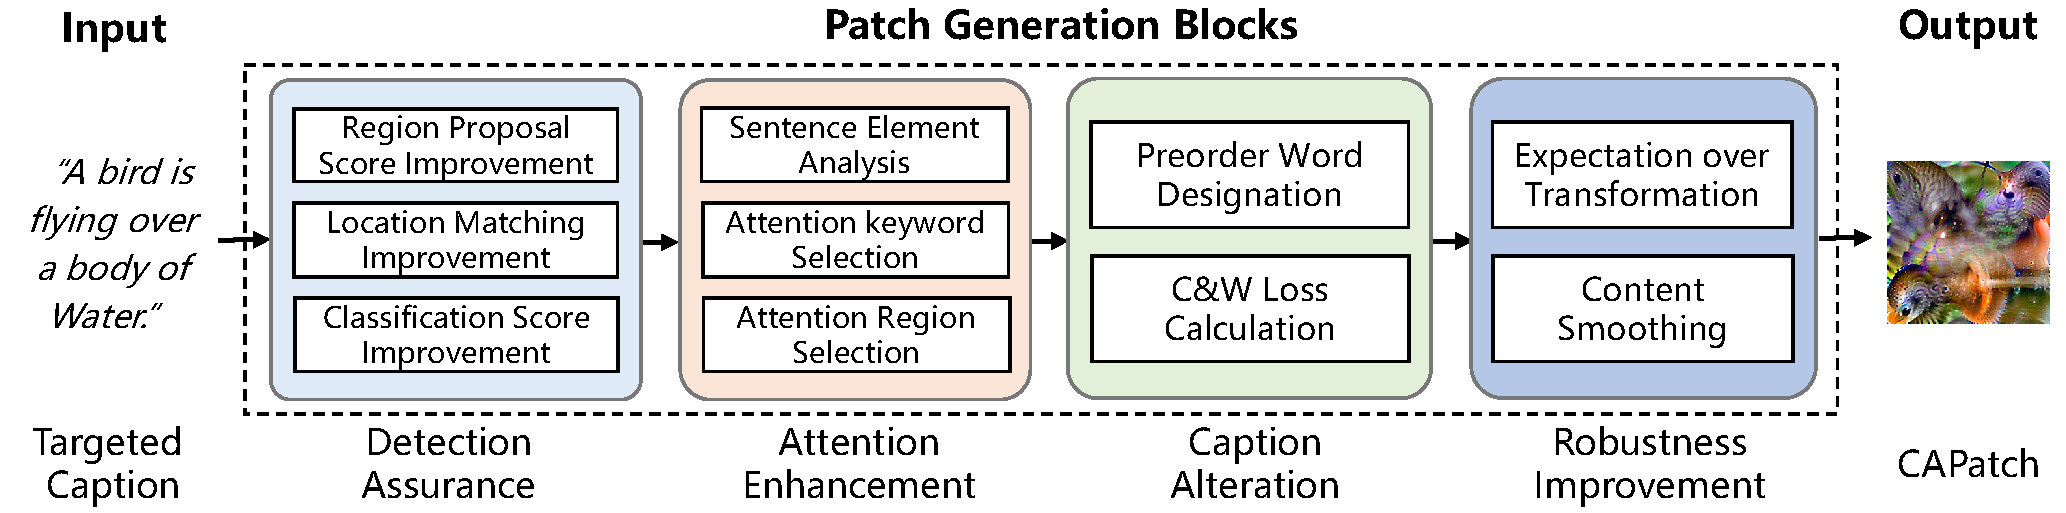 Input
Patch Generation Blocks
Output
“A bird is
flying over
a body of
Water.”
Region Proposal
Score Improvement
Location Matching
Improvement
Classification Score
Improvement
Sentence Element
Analysis
Attention keyword
Selection
Attention Region
Selection
Preorder Word
Designation
C&W Loss
Calculation
Expectation over
Transformation
Content
Smoothing
Targeted
Caption
Detection
Assurance
Attention
Enhancement
Caption
Alteration
Robustness
Improvement
CAPatch